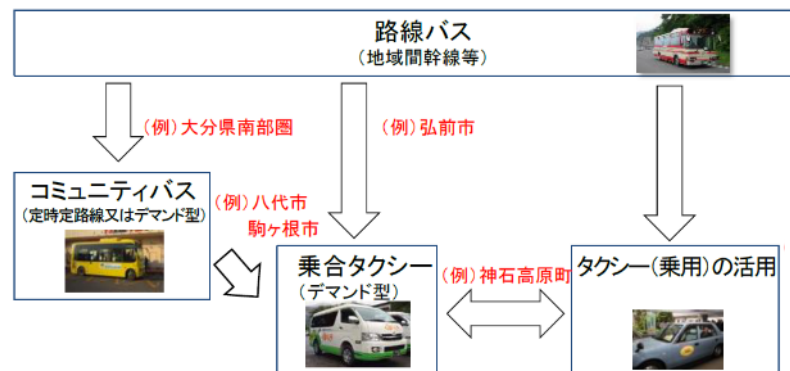 路線バス
(地域間幹線等)
(例)大分県南部圏
(例)弘前市
コミュニティバス
(定時定路線又はデマンド型)
(例)八代市
駒ヶ根市
乗合タクシー
(デマンド型)
(例)神石高原町
タクシー(乗用)の活用